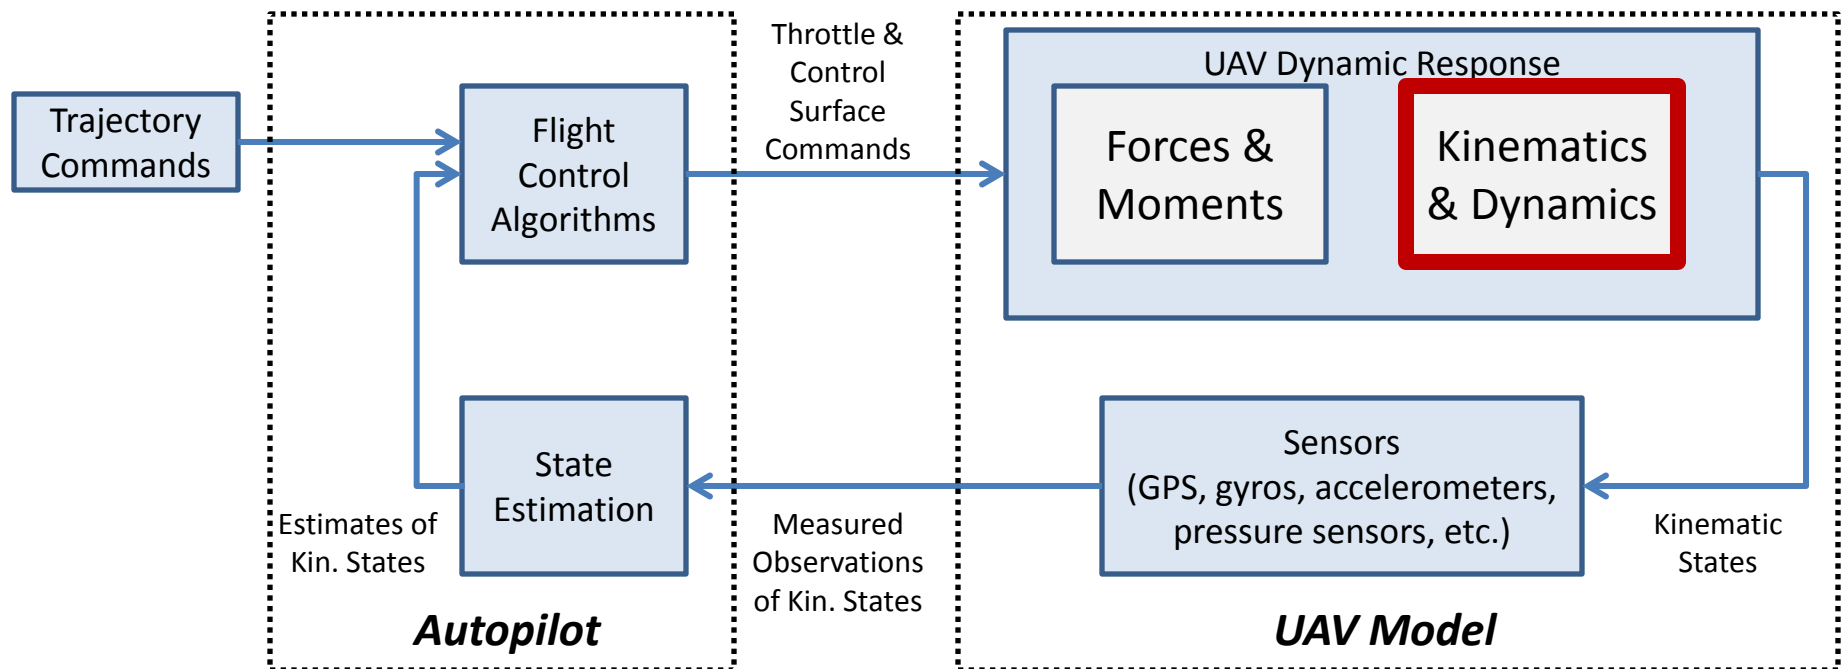 Trajectory
Commands
Flight
Control
Algorithms
Throttle &
Control
Surface
Commands
UAV Dynamic Response
Forces &
Moments
Kinematics
& Dynamics
State
Estimation
Estimates of
Kin. States
Measured
Observations
of Kin. States
Sensors
(GPS, gyros, accelerometers,
pressure sensors, etc.)
Kinematic
States
Autopilot
UAV Model